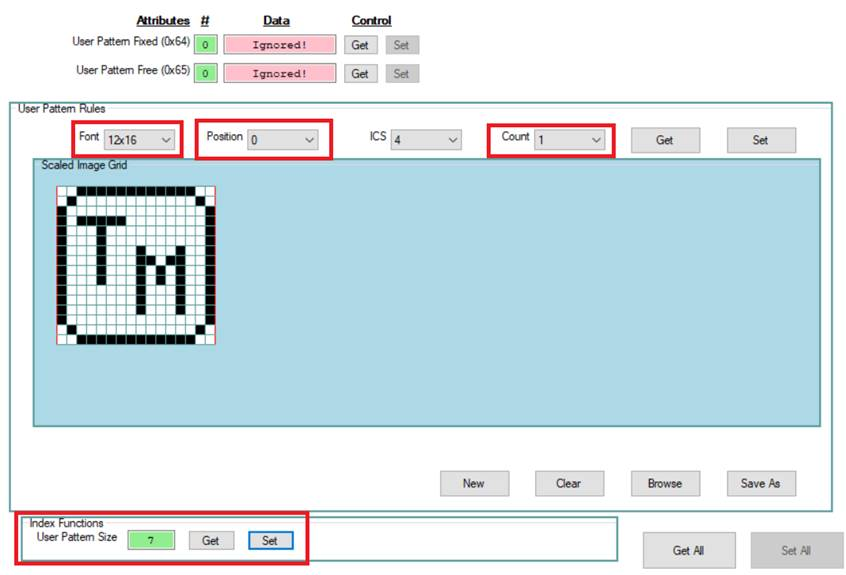 Attributes # Data Control
User Pattern Fixed (0x64) 0 Ignored! Get Set
User Pattern Free (0x65) 0 Ignored! Get Set
User Pattern Rules
Font 12x16 Position 0 ICS 4 Count 1 Get Set
Scaled Image Grid
TM
New Clear Browse Save As
Index Functions
User Pattern Size 7 Get Set
Get All Set All